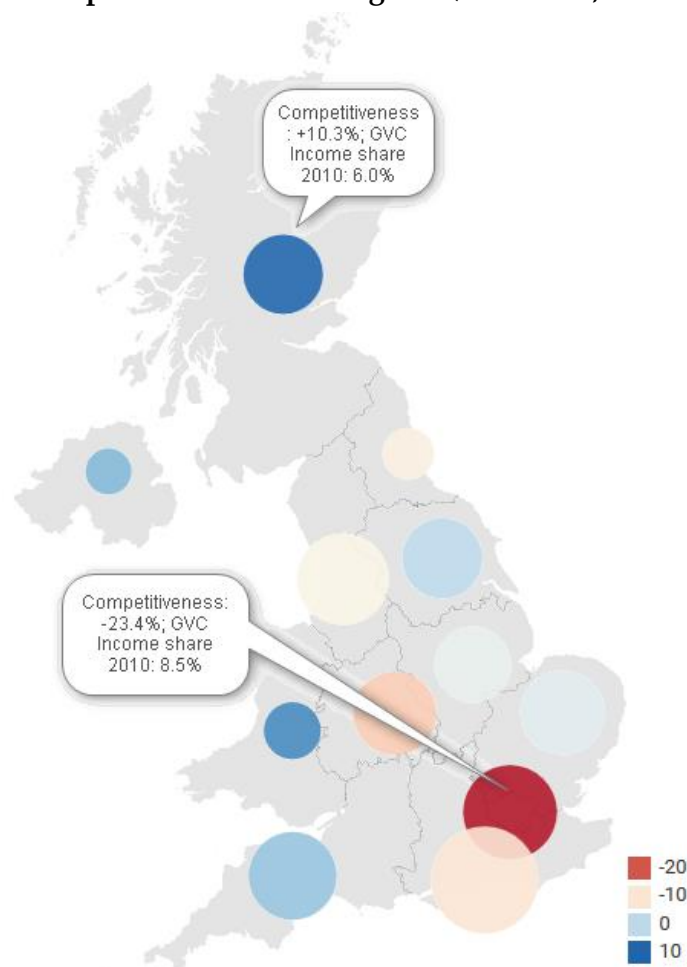 Competitiveness
: +10.3%; GVC
Income share
2010: 6.0%
Competitiveness:
-23.4%; GVC
Income share
2010: 8.5%
-20
-10
0
10